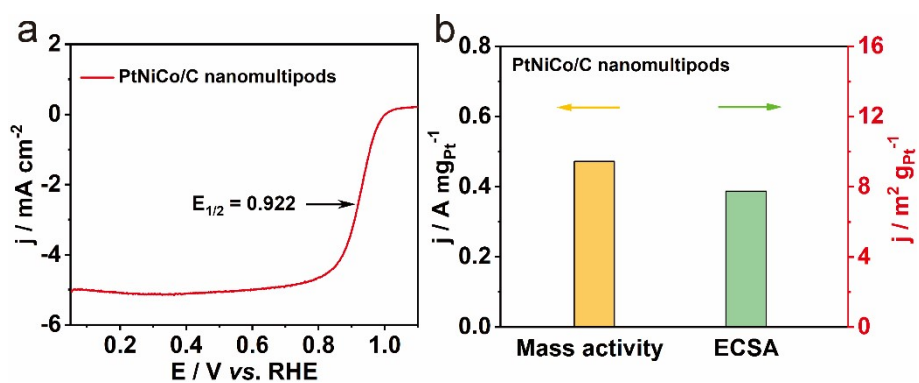 a
PtNiCo/C nanomultipods
E1/2 = 0.922
j / mA cm-2
2
0
-2
-4
-6
0.2 0.4 0.6 0.8 1.0
E / V vs. RHE
b
PtNiCo/C nanomultipods
j / A mgPt-1
0.8
0.6
0.4
0.2
0.0
Mass activity ECSA
16
12
8
4
0
j / m2 gPt-1